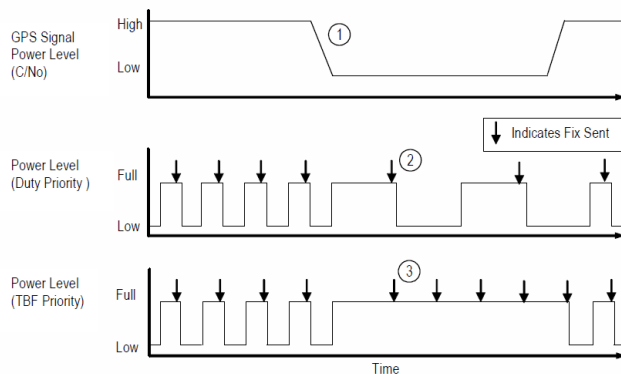 GPS Signal
Power Level
(C/No)
High
Low
1
Indicates Fix Sent
Power Level
(Duty Priority )
Full
Low
2
Power Level
(TBF Priority)
Full
Low
3
Time